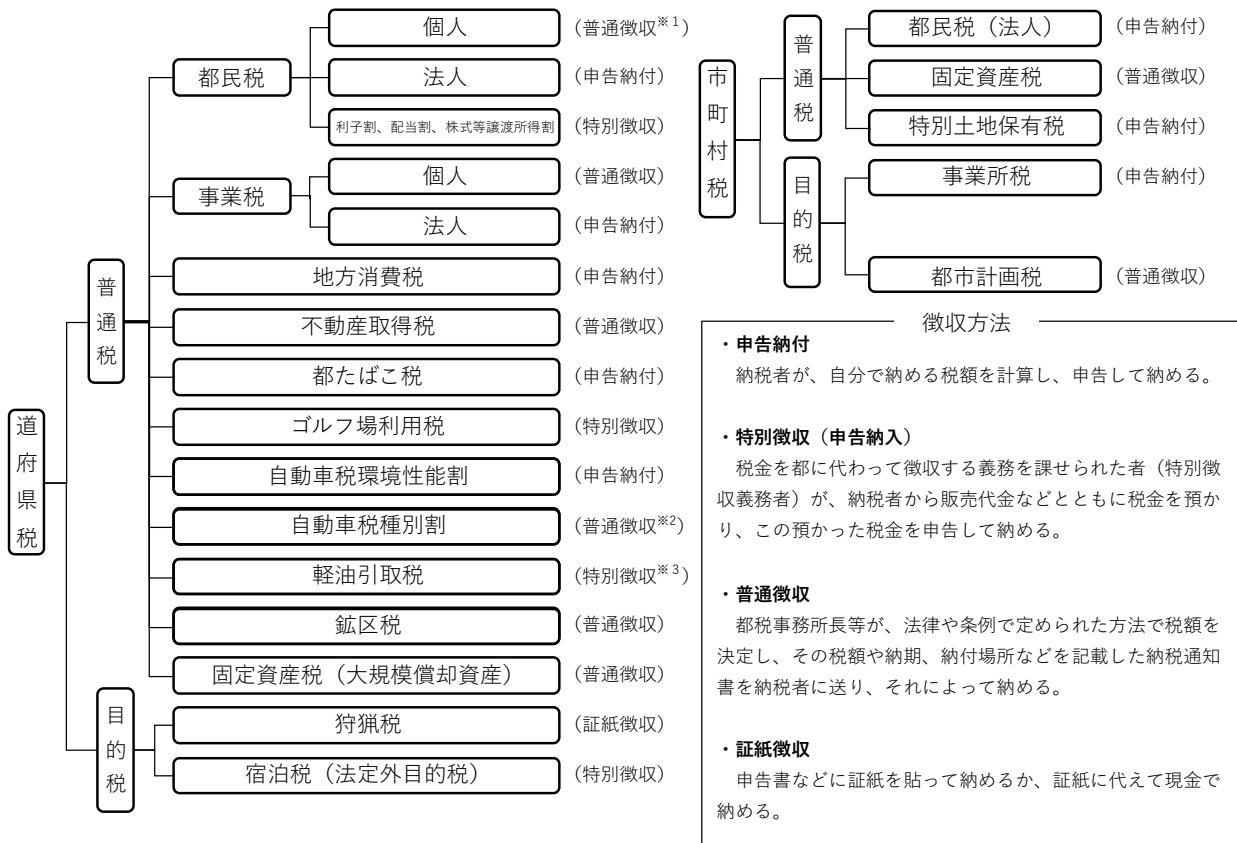 道府県税
普通税
都民税
個人
(普通徴収※1)
法人
(申告納付)
利子割、配当割、株式等譲渡所得割
(特別徴収)
事業税
個人
(普通徴収)
法人
(申告納付)
地方消費税
(申告納付)
不動産取得税
(普通徴収)
都たばこ税
(申告納付)
ゴルフ場利用税
(特別徴収)
自動車税環境性能割
(申告納付)
自動車税種別割
(普通徴収※2)
軽油引取税
(特別徴収※3)
鉱区税
(普通徴収)
固定資産税(大規模償却資産)
(普通徴収)
目的税
狩猟税
(証紙徴収)
宿泊税(法定外目的税)
(特別徴収)
市町村税
普通税
都民税(法人)
(申告納付)
固定資産税
(普通徴収)
特別土地保有税
(申告納付)
目的税
事業所税
(申告納付)
都市計画税
(普通徴収)
徴収方法
・申告納付
納税者が、自分で納める税額を計算し、申告して納める。
・特別徴収(申告納入)
税金を都に代わって徴収する義務を課せられた者(特別徴
収義務者)が、納税者から販売代金などとともに税金を預か
り、この預かった税金を申告して納める。
・普通徴収
都税事務所長等が、法律や条例で定められた方法で税額を
決定し、その税額や納期、納付場所などを記載した納税通知
書を納税者に送り、それによって納める。
・証紙徴収
申告書などに証紙を貼って納めるか、証紙に代えて現金で
納める。